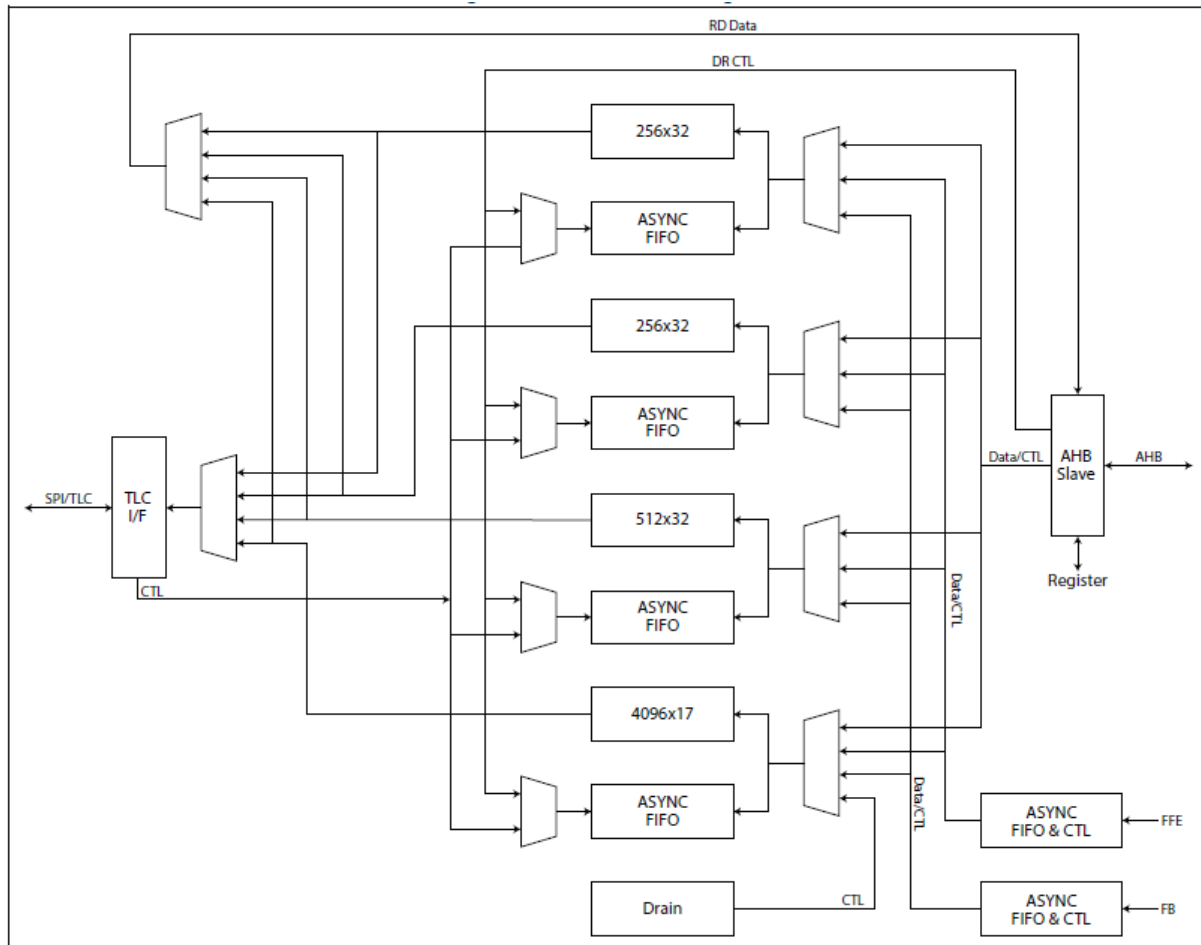 RD Data
DR CTL
256x32
ASYNC
FIFO
256x32
ASYNC
FIFO
SPI/TLC
TLC
I/F
CTL
512x32
ASYNC
FIFO
Data/CTL
AHB
Slave
AHB
Register
Data/CTL
4096x17
ASYNC
FIFO
Data/CTL
ASYNC
FIFO & CTL
FFE
Drain
CTL
ASYNC
FIFO & CTL
FB